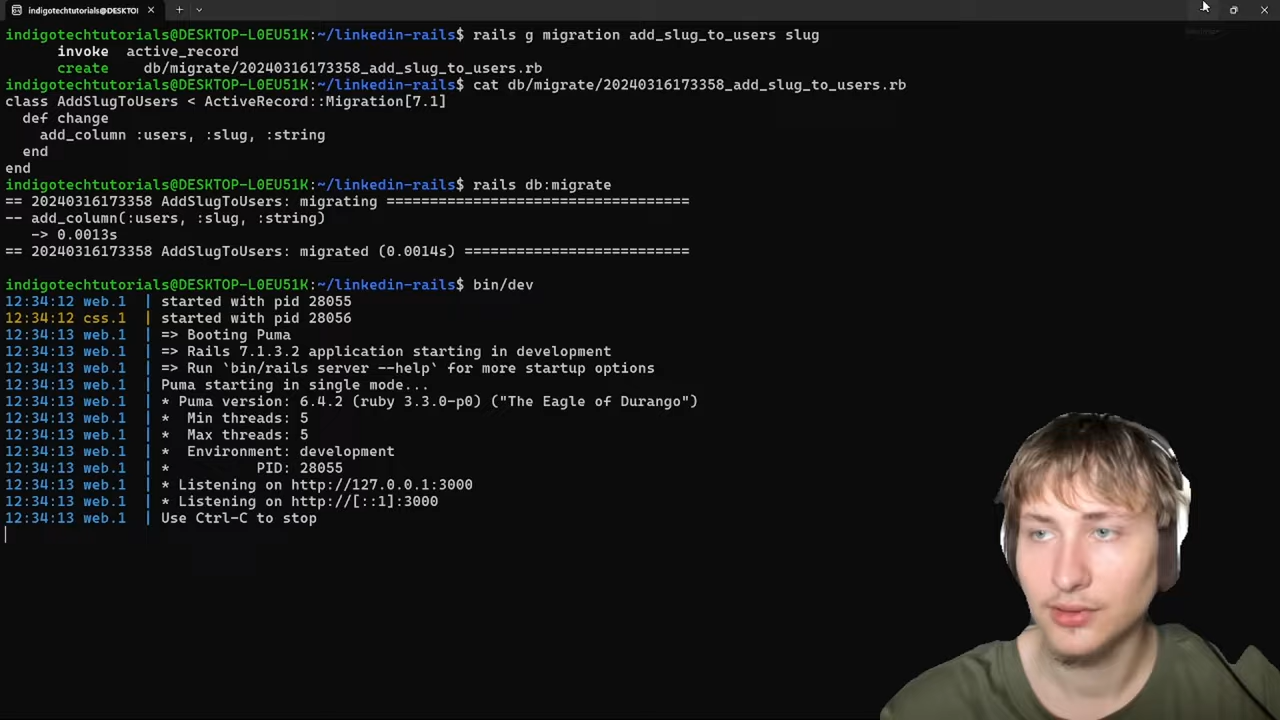 indigotechtutorials@DESKTOP-L0EU51K:~/linkedin-rails$ rails g migration add_slug_to_users slug
invoke active_record
create db/migrate/20240316173358_add_slug_to_users.rb
indigotechtutorials@DESKTOP-L0EU51K:~/linkedin-rails$ cat db/migrate/20240316173358_add_slug_to_users.rb
class AddSlugToUsers < ActiveRecord::Migration[7.1]
def change
add_column :users, :slug, :string
end
end
indigotechtutorials@DESKTOP-L0EU51K:~/linkedin-rails$ rails db:migrate
== 20240316173358 AddSlugToUsers: migrating ===================================
-- add_column(:users, :slug, :string)
-> 0.0013s
== 20240316173358 AddSlugToUsers: migrated (0.0014s) ==========================
indigotechtutorials@DESKTOP-L0EU51K:~/linkedin-rails$ bin/dev
12:34:12 web.1 | started with pid 28055
12:34:12 css.1 | started with pid 28056
12:34:13 web.1 | => Booting Puma
12:34:13 web.1 | => Rails 7.1.3.2 application starting in development
12:34:13 web.1 | => Run `bin/rails server --help` for more startup options
12:34:13 web.1 | Puma starting in single mode...
12:34:13 web.1 | * Puma version: 6.4.2 (ruby 3.3.0-p0) ("The Eagle of Durango")
12:34:13 web.1 | * Min threads: 5
12:34:13 web.1 | * Max threads: 5
12:34:13 web.1 | * Environment: development
12:34:13 web.1 | * PID: 28055
12:34:13 web.1 | * Listening on http://127.0.0.1:3000
12:34:13 web.1 | * Listening on http://[::1]:3000
12:34:13 web.1 | Use Ctrl-C to stop